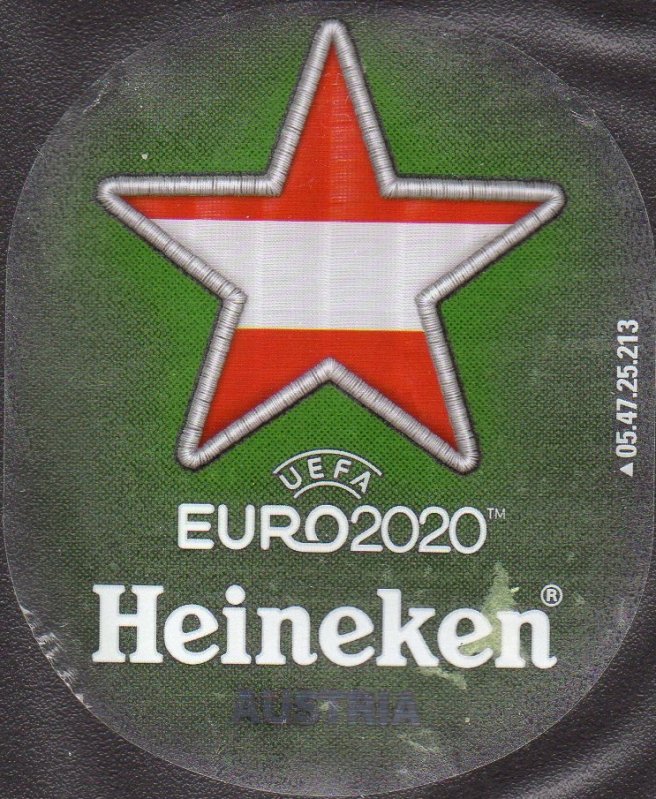 UEFA
EURO2020™
Heineken®
AUSTRIA
▲05.47.25.213